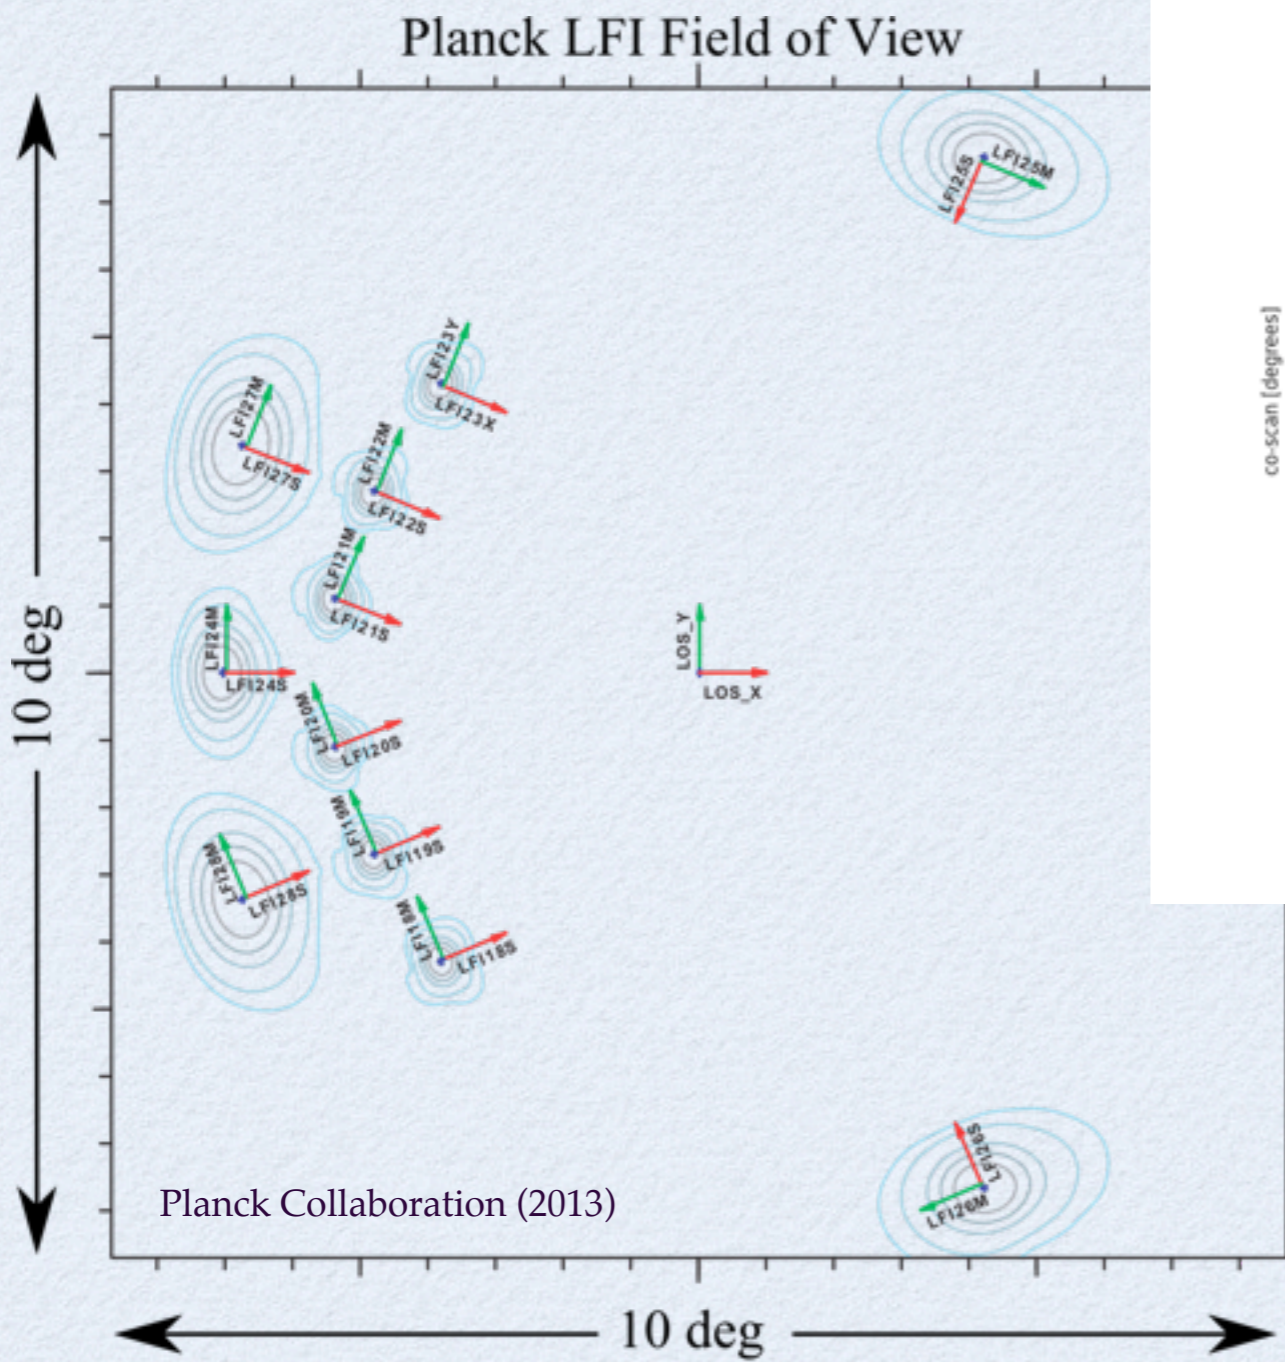 Planck LFI Field of View
LFI25M
LFI25S
co-scan [degrees]
LFI23Y
LFI23X
LFI27M
LFI27S
LFI22M
LFI22S
LFI21M
LFI21S
10 deg
LFI24M
LFI24S
LOS_Y
LOS_X
LFI20M
LFI20S
LFI19M
LFI19S
LFI28M
LFI28S
LFI18M
LFI18S
LFI26S
LFI26M
Planck Collaboration (2013)
10 deg